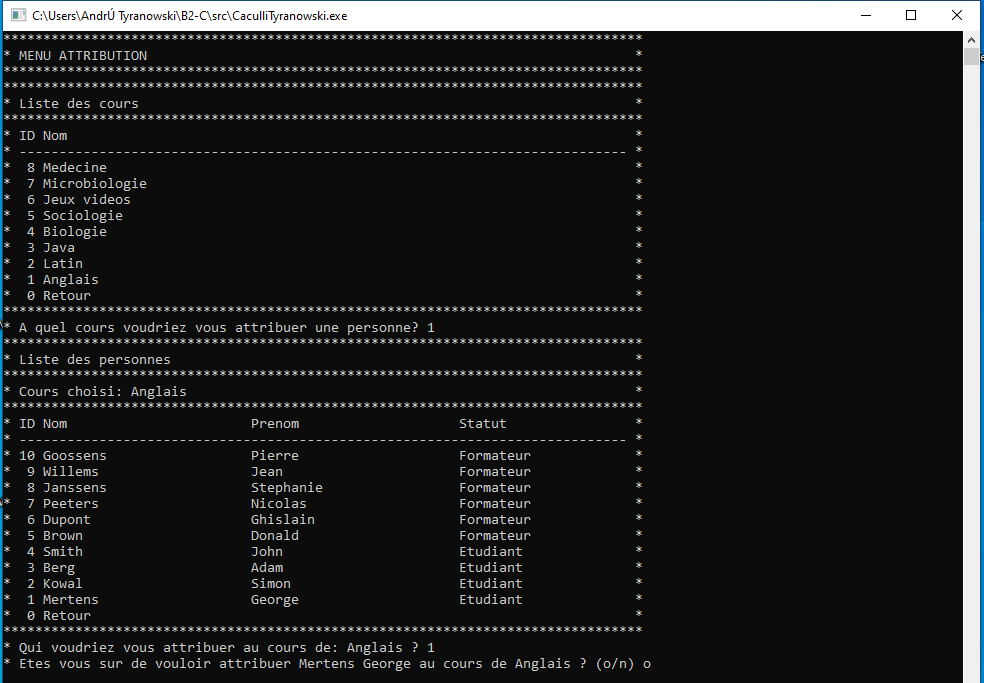 C:\Users\AndrÚ Tyranowski\B2-C\src\CaculliTyranowski.exe
********************************************************************************
* MENU ATTRIBUTION *
********************************************************************************
********************************************************************************
* Liste des cours *
********************************************************************************
* ID Nom *
* ---------------------------------------------------------------------------- *
* 8 Medecine *
* 7 Microbiologie *
* 6 Jeux videos *
* 5 Sociologie *
* 4 Biologie *
* 3 Java *
* 2 Latin *
* 1 Anglais *
* 0 Retour *
********************************************************************************
* A quel cours voudriez vous attribuer une personne? 1
********************************************************************************
* Liste des personnes *
********************************************************************************
* Cours choisi: Anglais *
********************************************************************************
* ID Nom Prenom Statut *
* ---------------------------------------------------------------------------- *
* 10 Goossens Pierre Formateur *
* 9 Willems Jean Formateur *
* 8 Janssens Stephanie Formateur *
* 7 Peeters Nicolas Formateur *
* 6 Dupont Ghislain Formateur *
* 5 Brown Donald Formateur *
* 4 Smith John Etudiant *
* 3 Berg Adam Etudiant *
* 2 Kowal Simon Etudiant *
* 1 Mertens George Etudiant *
* 0 Retour *
********************************************************************************
* Qui voudriez vous attribuer au cours de: Anglais ? 1
* Etes vous sur de vouloir attribuer Mertens George au cours de Anglais ? (o/n) o